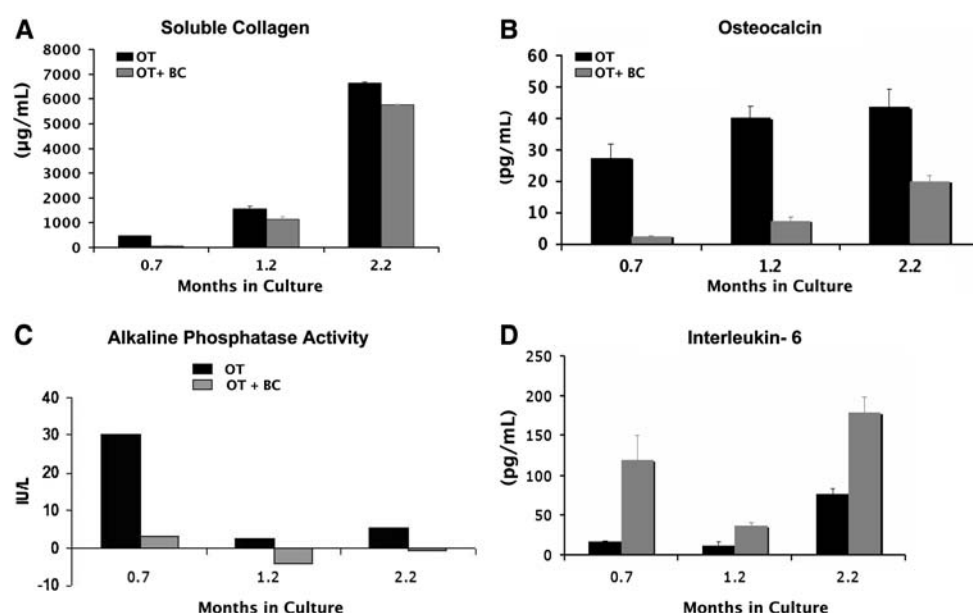 A
Soluble Collagen
OT
OT+ BC
(µg/mL)
8000
7000
6000
5000
4000
3000
2000
1000
0
0.7 1.2 2.2
Months in Culture
B
Osteocalcin
OT
OT+ BC
(pg/mL)
60
50
40
30
20
10
0
0.7 1.2 2.2
Months in Culture
C
Alkaline Phosphatase Activity
OT
OT + BC
IU/L
40
30
20
10
0
-10
0.7 1.2 2.2
Months in Culture
D
Interleukin- 6
(pg/mL)
250
200
150
100
50
0
0.7 1.2 2.2
Months in Culture